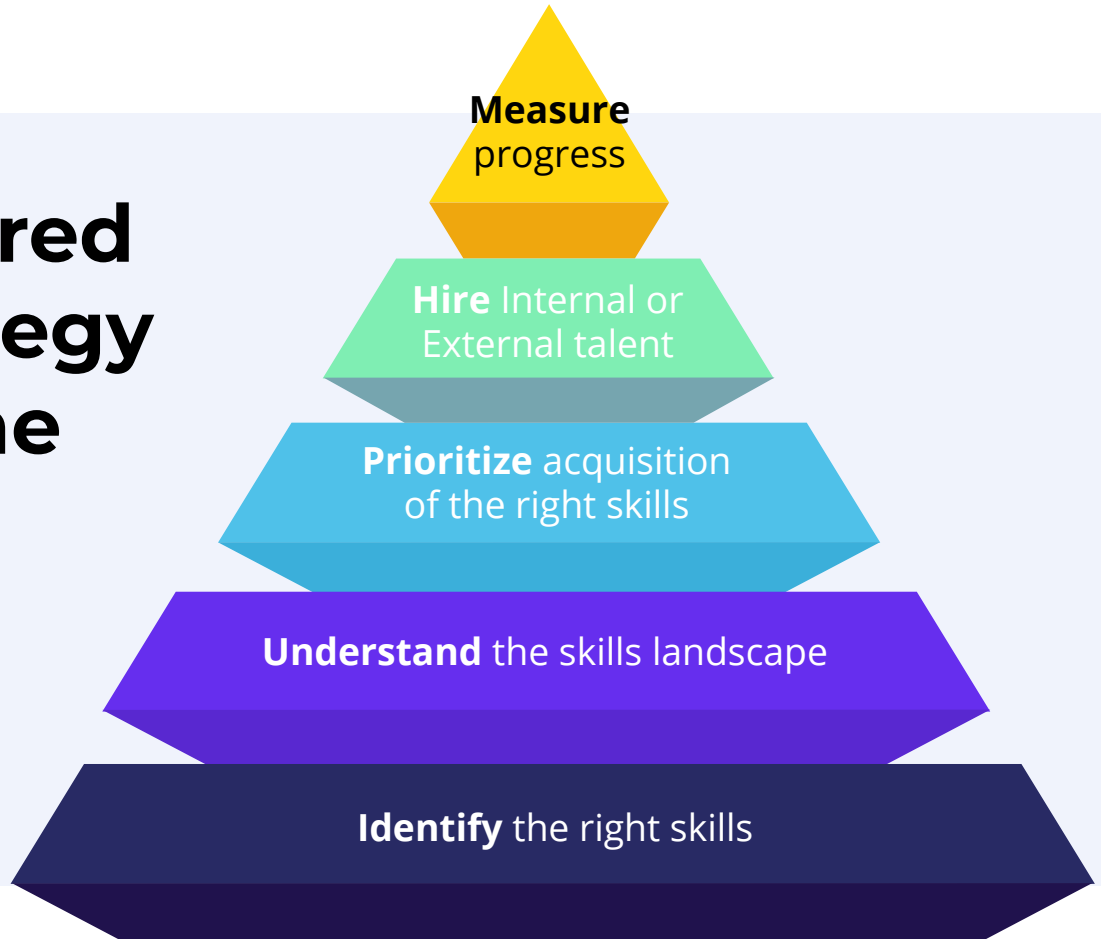 Measure
progress
red
egy
e
Hire Internal or
External talent
Prioritize acquisition
of the right skills
Understand the skills landscape
Identify the right skills